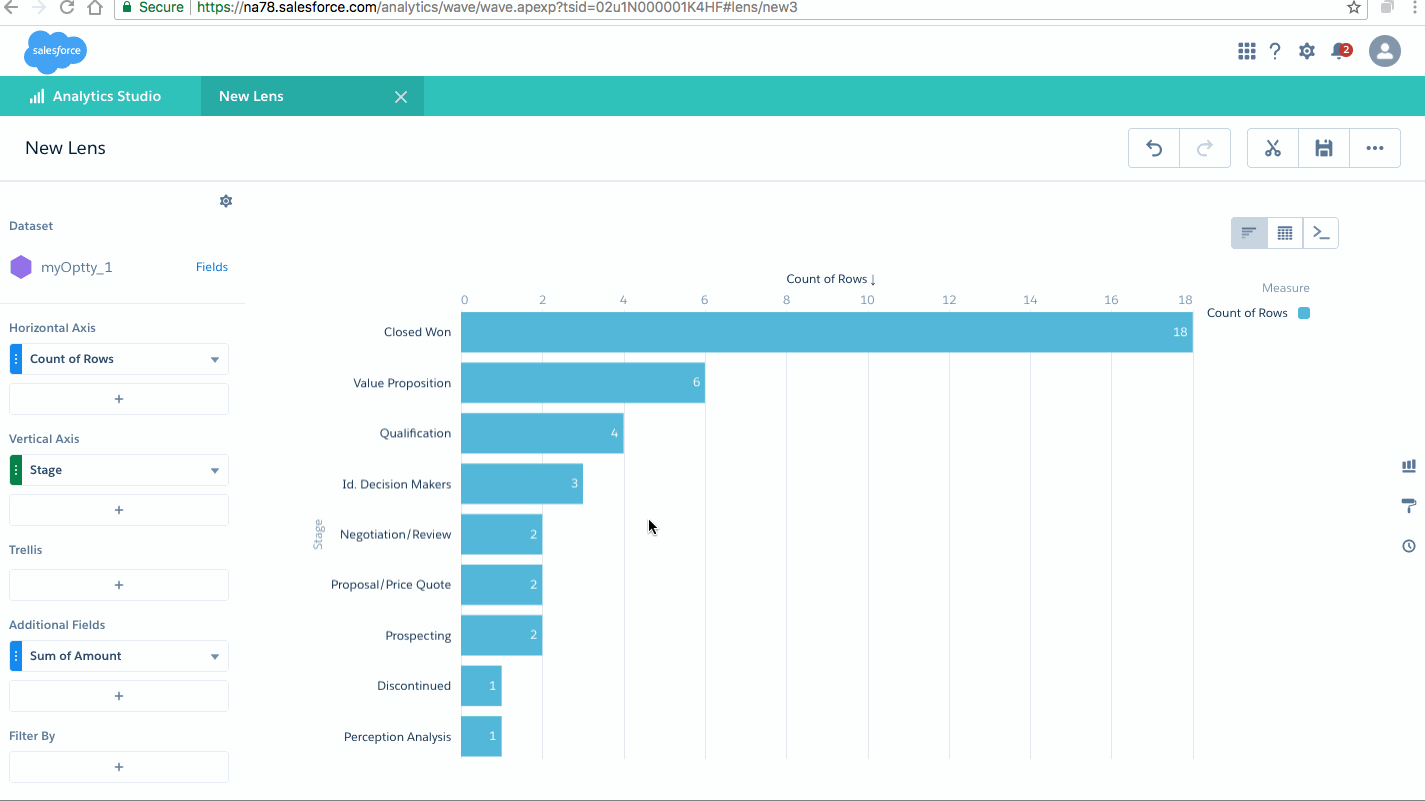 Secure https://na78.salesforce.com/analytics/wave/wave.apexp?tsid=02u1N000001K4HF#lens/new3
salesforce
? 2
Analytics Studio
New Lens
New Lens
Dataset
myOptty_1 Fields
Horizontal Axis
Count of Rows
+
Vertical Axis
Stage
+
Trellis
+
Additional Fields
Sum of Amount
+
Filter By
+
Count of Rows ↓
0 2 4 6 8 10 12 14 16 18
Stage
Closed Won 18
Value Proposition 6
Qualification 4
Id. Decision Makers 3
Negotiation/Review 2
Proposal/Price Quote 2
Prospecting 2
Discontinued 1
Perception Analysis 1
Measure
Count of Rows